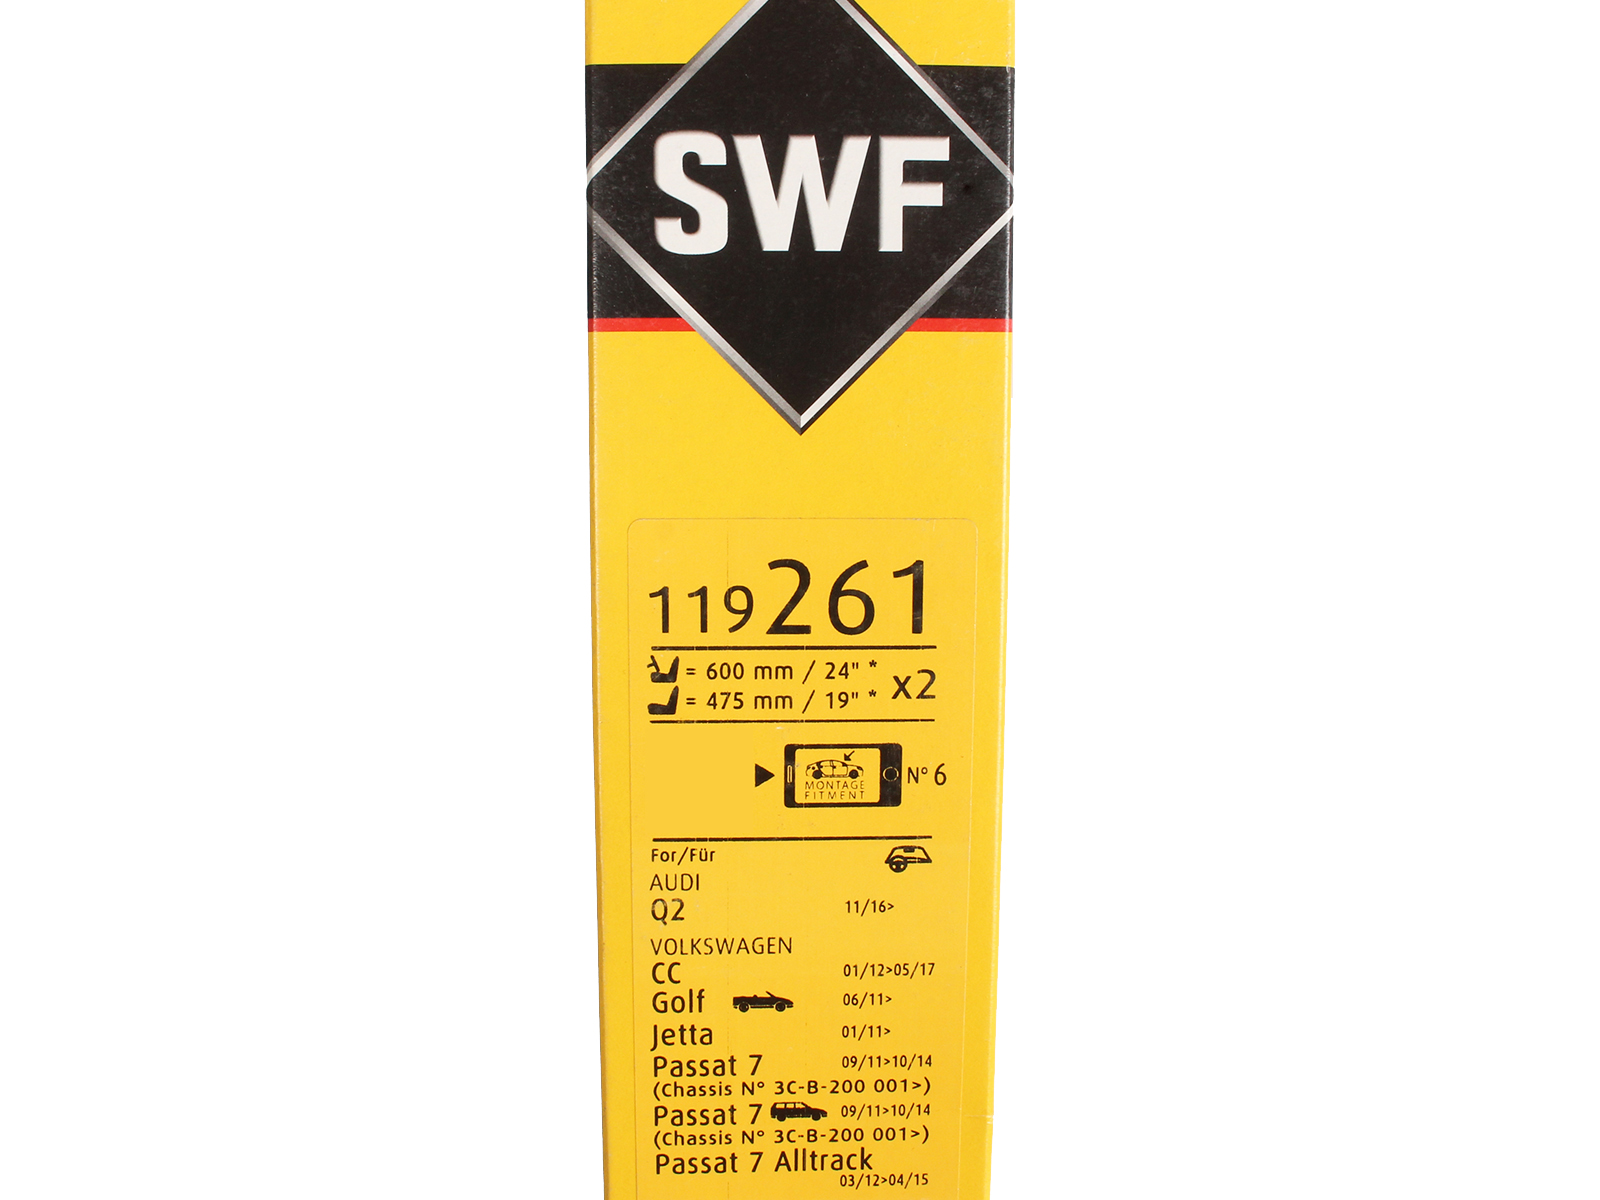 SWF
119261
= 600 mm / 24" *
= 475 mm / 19" *
x2
MONTAGE
FITMENT
N° 6
For/Für
AUDI
Q2 11/16>
VOLKSWAGEN
CC 01/12>05/17
Golf 06/11>
Jetta 01/11>
Passat 7 09/11>10/14
(Chassis N° 3C-B-200 001>)
Passat 7 09/11>10/14
(Chassis N° 3C-B-200 001>)
Passat 7 Alltrack
03/12>04/15